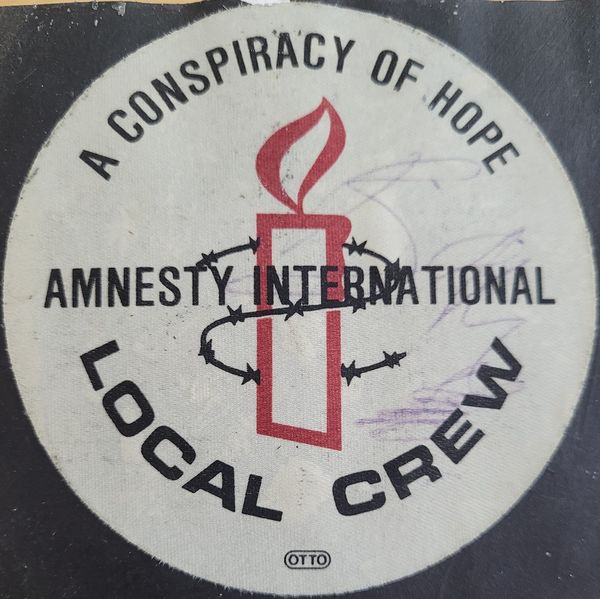 A CONSPIRACY OF HOPE
AMNESTY INTERNATIONAL
LOCAL CREW
OTTO